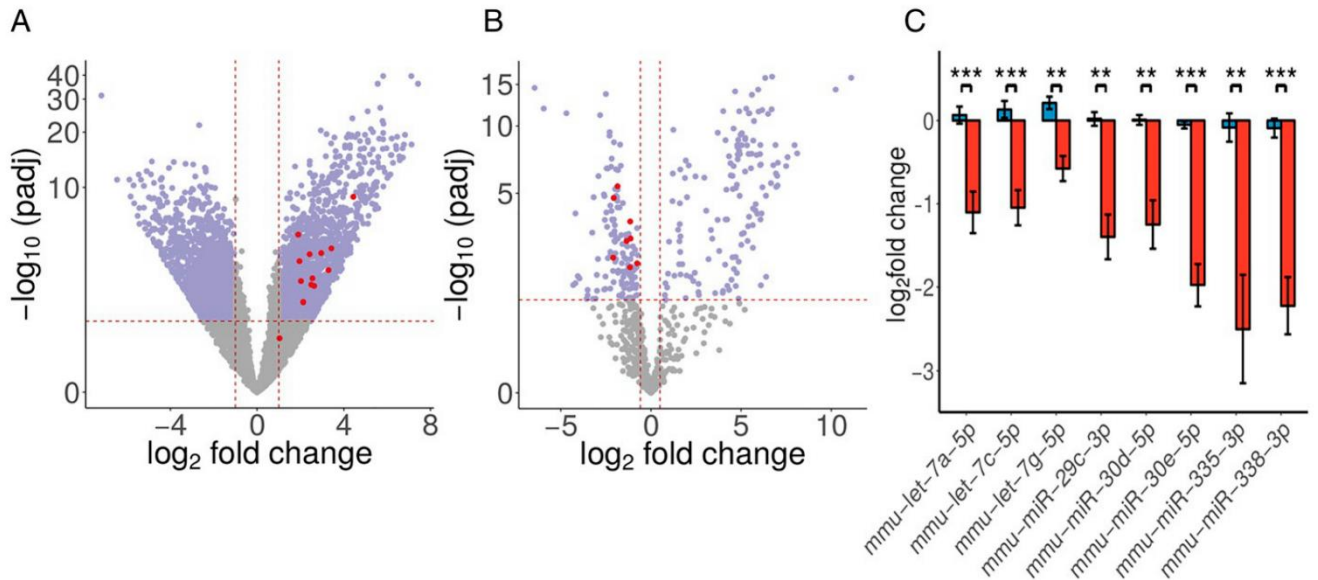 A
40
30
20
10
0
−log10 (padj)
−4 0 4 8
log2 fold change
B
15
10
5
0
−log10 (padj)
−5 0 5 10
log2 fold change
C
*** *** ** ** ** *** ** ***
0
−1
−2
−3
log2fold change
mmu−let−7a−5p
mmu−let−7c−5p
mmu−let−7g−5p
mmu−miR−29c−3p
mmu−miR−30d−5p
mmu−miR−30e−5p
mmu−miR−335−3p
mmu−miR−338−3p